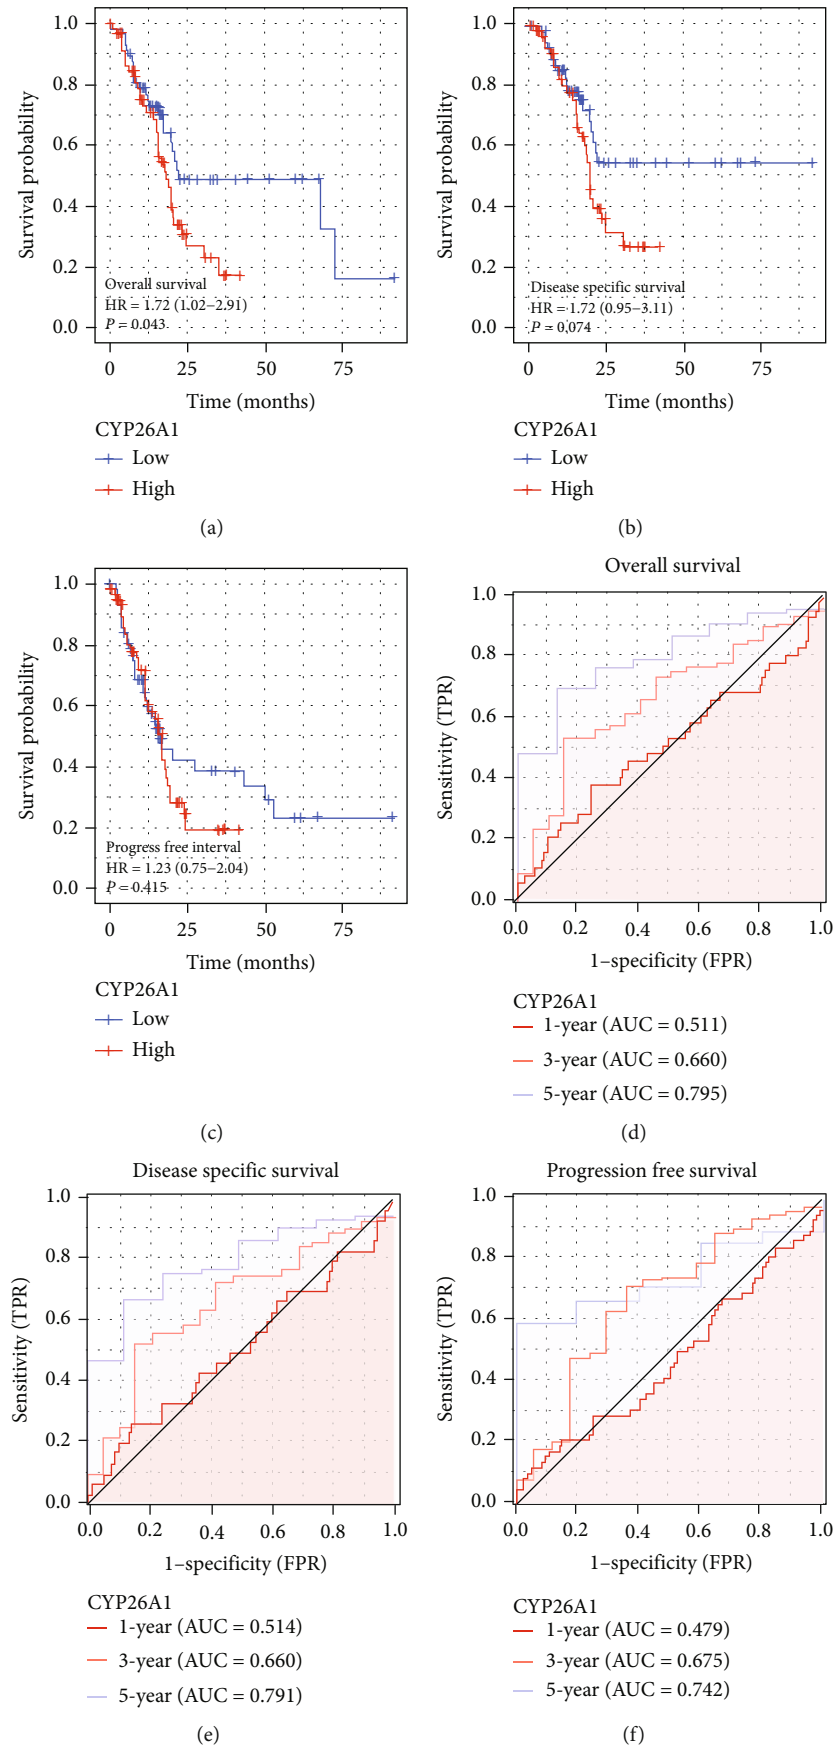 1.0
0.8
0.6
0.4
0.2
0.0
Survival probability
Overall survival
HR = 1.72 (1.02–2.91)
P = 0.043
0 25 50 75
Time (months)
CYP26A1
Low
High
(a)
1.0
0.8
0.6
0.4
0.2
0.0
Survival probability
Disease specific survival
HR = 1.72 (0.95–3.11)
P = 0.074
0 25 50 75
Time (months)
CYP26A1
Low
High
(b)
1.0
0.8
0.6
0.4
0.2
0.0
Survival probability
Progress free interval
HR = 1.23 (0.75–2.04)
P = 0.415
0 25 50 75
Time (months)
CYP26A1
Low
High
(c)
Overall survival
1.0
0.8
0.6
0.4
0.2
0.0
Sensitivity (TPR)
0.0 0.2 0.4 0.6 0.8 1.0
1–specificity (FPR)
CYP26A1
1-year (AUC = 0.511)
3-year (AUC = 0.660)
5-year (AUC = 0.795)
(d)
Disease specific survival
1.0
0.8
0.6
0.4
0.2
0.0
Sensitivity (TPR)
0.0 0.2 0.4 0.6 0.8 1.0
1–specificity (FPR)
CYP26A1
1-year (AUC = 0.514)
3-year (AUC = 0.660)
5-year (AUC = 0.791)
(e)
Progression free survival
1.0
0.8
0.6
0.4
0.2
0.0
Sensitivity (TPR)
0.0 0.2 0.4 0.6 0.8 1.0
1–specificity (FPR)
CYP26A1
1-year (AUC = 0.479)
3-year (AUC = 0.675)
5-year (AUC = 0.742)
(f)